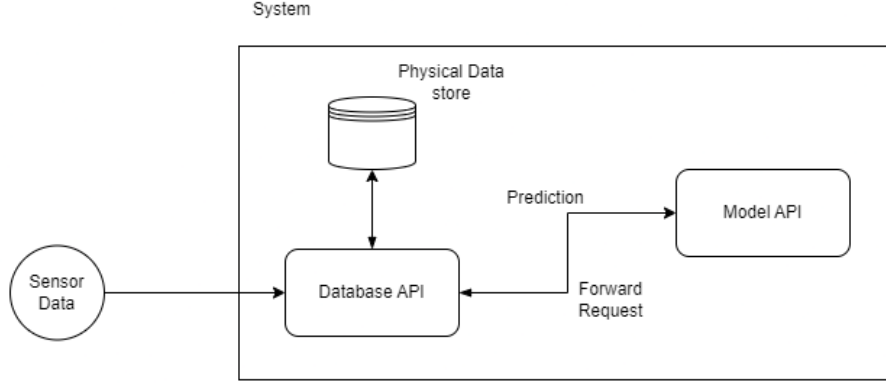 System
Physical Data
store
Prediction
Model API
Sensor
Data
Database API
Forward
Request